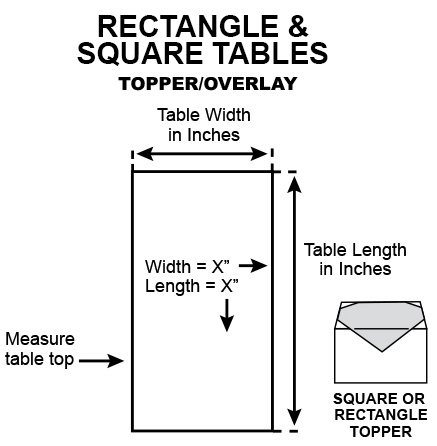 RECTANGLE &
SQUARE TABLES
TOPPER/OVERLAY
Table Width
in Inches
Table Length
in Inches
Width = X”
Length = X”
Measure
table top
SQUARE OR
RECTANGLE
TOPPER